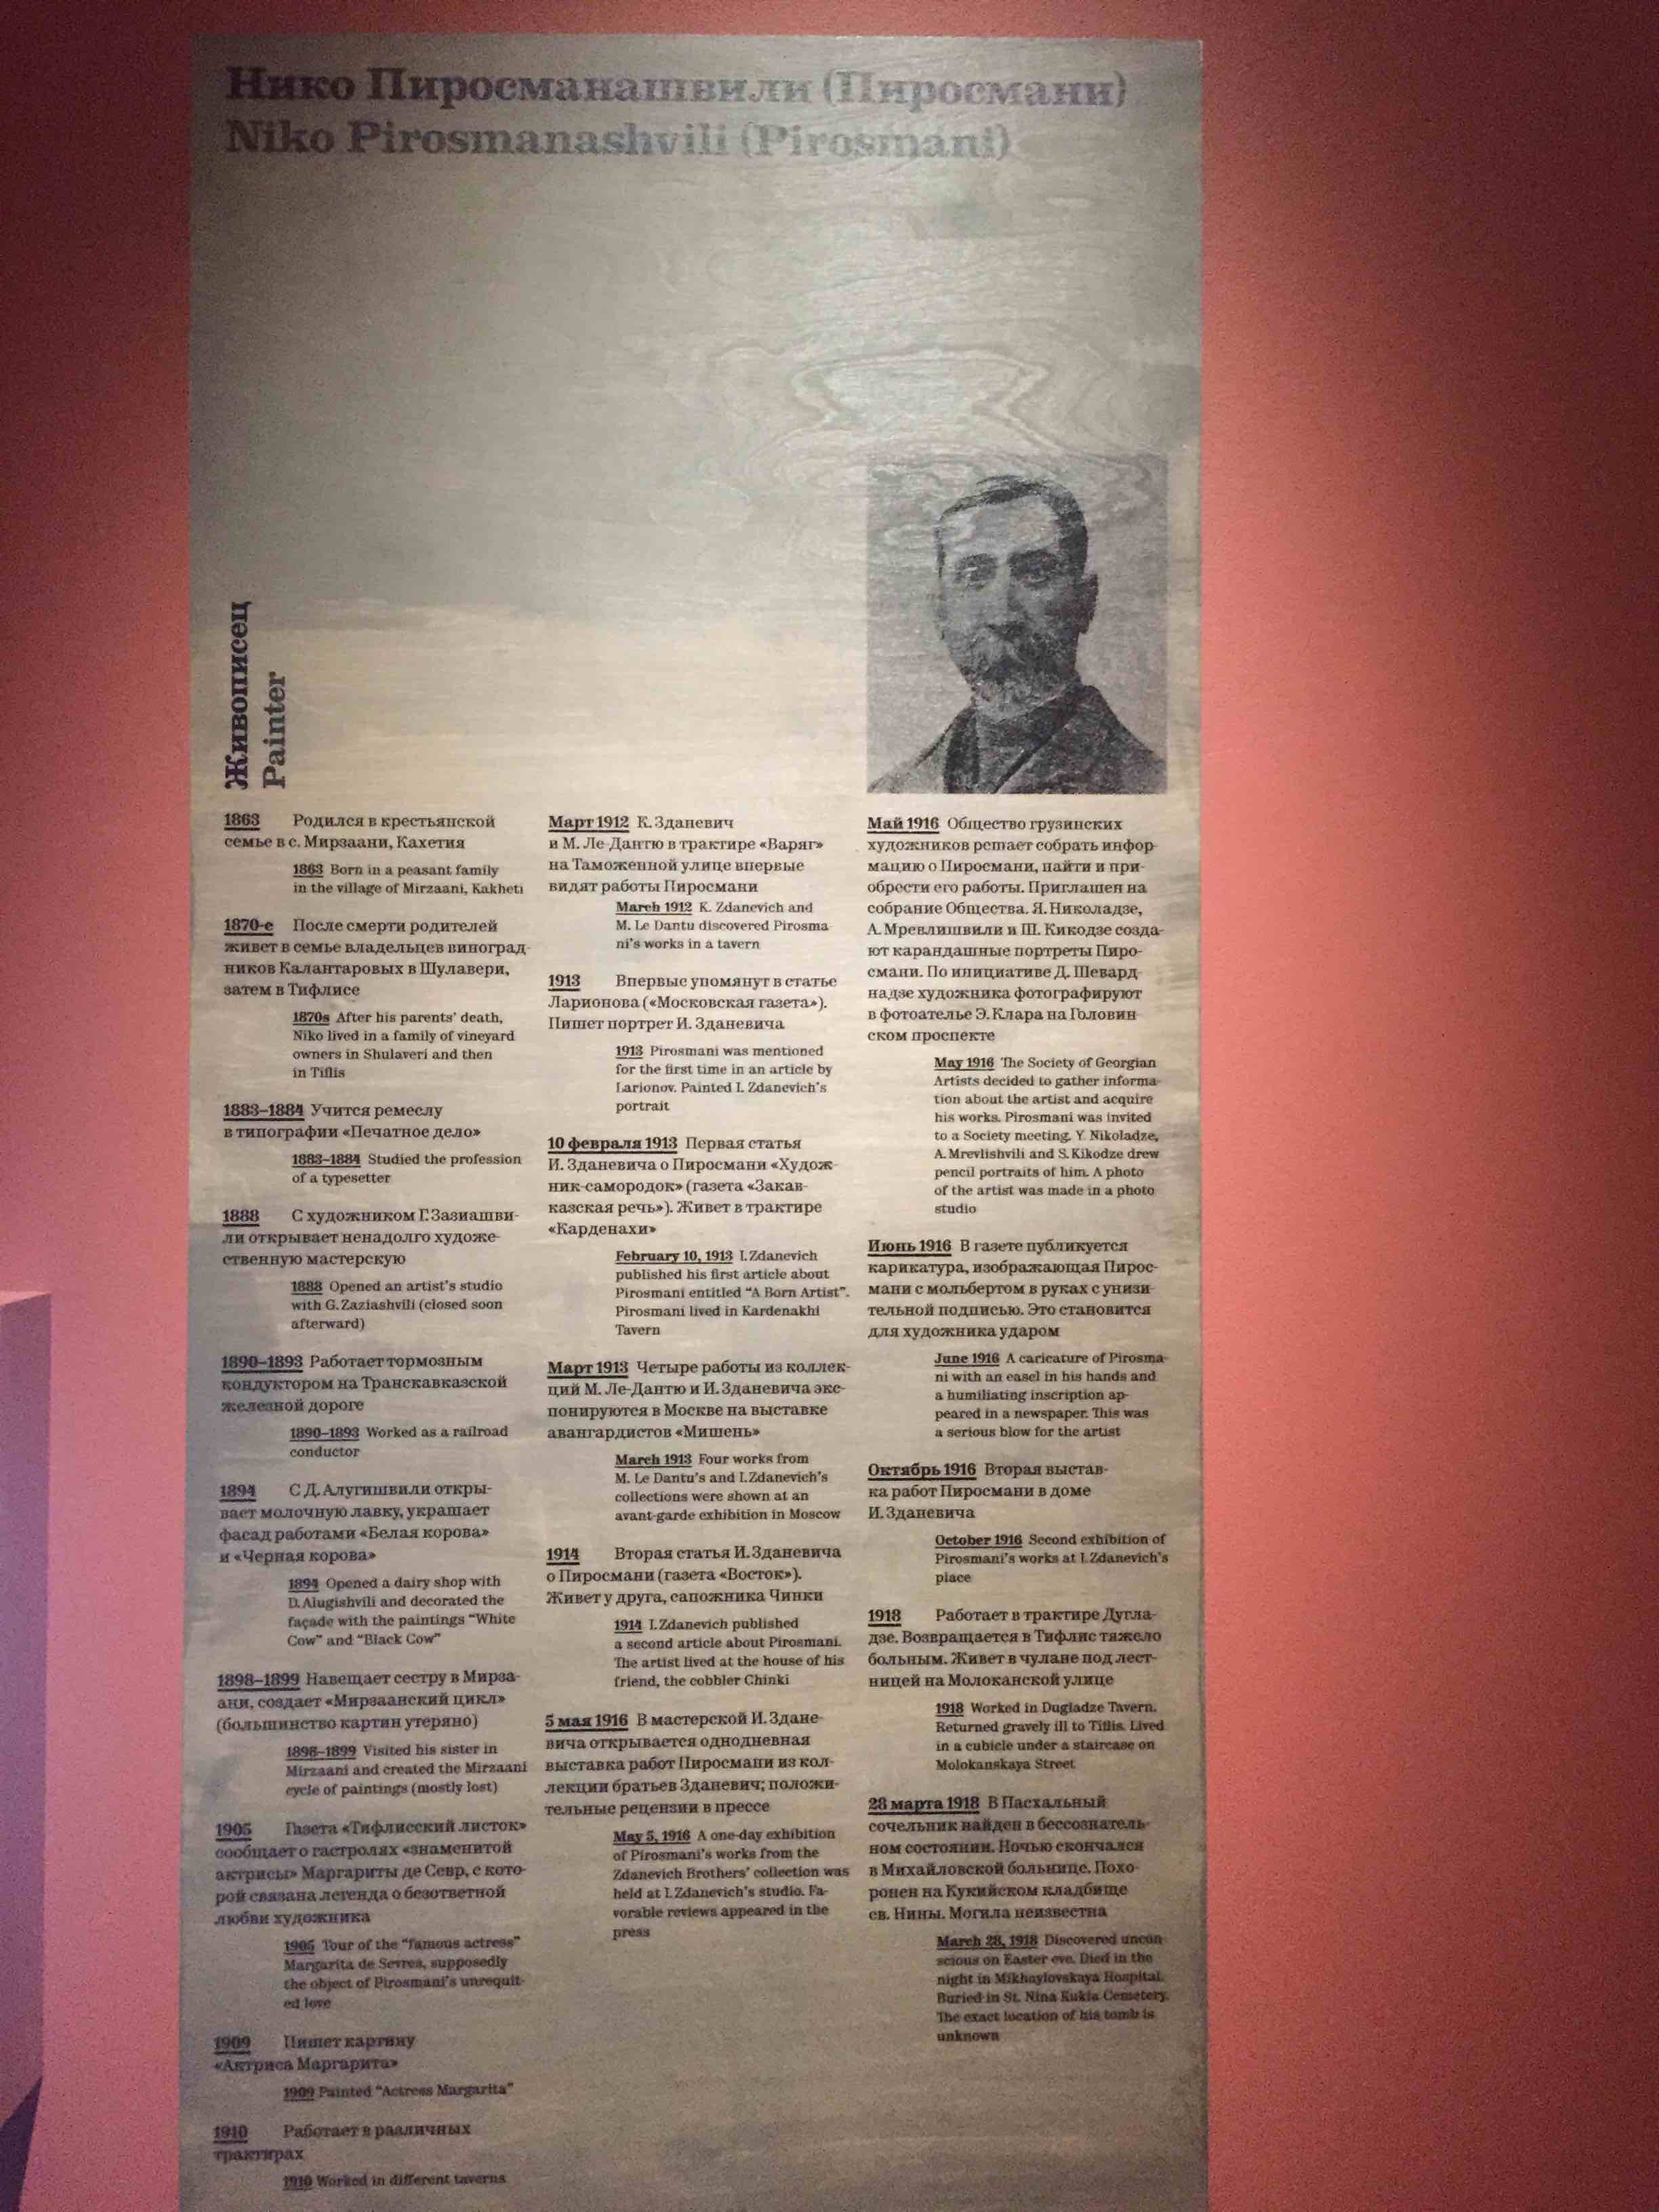 Нико Пиросманашвили (Пиросмани)
Niko Pirosmanashvili (Pirosmani)
Живописец
Painter
1863 Родился в крестьянской
семье в с. Мирзаани, Кахетия
1863 Born in a peasant family
in the village of Mirzaani, Kakheti
1870-е После смерти родителей
живет в семье владельцев виноград-
ников Калантаровых в Шулавери,
затем в Тифлисе
1870s After his parents' death,
Niko lived in a family of vineyard
owners in Shulaveri and then
in Tiflis
1883–1884 Учится ремеслу
в типографии «Печатное дело»
1883–1884 Studied the profession
of a typesetter
1888 С художником Г. Зазиашви-
ли открывает ненадолго художе-
ственную мастерскую
1888 Opened an artist's studio
with G. Zaziashvili (closed soon
afterward)
1890–1893 Работает тормозным
кондуктором на Транскавказской
железной дороге
1890–1893 Worked as a railroad
conductor
1894 С Д. Алугишвили откры-
вает молочную лавку, украшает
фасад работами «Белая корова»
и «Черная корова»
1894 Opened a dairy shop with
D. Alugishvili and decorated the
façade with the paintings "White
Cow" and "Black Cow"
1898–1899 Навещает сестру в Мирза-
ани, создает «Мирзаанский цикл»
(большинство картин утеряно)
1898–1899 Visited his sister in
Mirzaani and created the Mirzaani
cycle of paintings (mostly lost)
1905 Газета «Тифлисский листок»
сообщает о гастролях «знаменитой
актрисы» Маргариты де Севр, с кото-
рой связана легенда о безответной
любви художника
1905 Tour of the "famous actress"
Margarita de Sevres, supposedly
the object of Pirosmani's unrequit-
ed love
1909 Пишет картину
«Актриса Маргарита»
1909 Painted "Actress Margarita"
1910 Работает в различных
трактирах
1910 Worked in different taverns
Март 1912 К. Зданевич
и М. Ле-Дантю в трактире «Варяг»
на Таможенной улице впервые
видят работы Пиросмани
March 1912 K. Zdanevich and
M. Le Dantu discovered Pirosma
ni's works in a tavern
1913 Впервые упомянут в статье
Ларионова («Московская газета»).
Пишет портрет И. Зданевича
1913 Pirosmani was mentioned
for the first time in an article by
Larionov. Painted I. Zdanevich's
portrait
10 февраля 1913 Первая статья
И. Зданевича о Пиросмани «Худож-
ник-самородок» (газета «Закав-
казская речь»). Живет в трактире
«Карденахи»
February 10, 1913 I. Zdanevich
published his first article about
Pirosmani entitled "A Born Artist".
Pirosmani lived in Kardenakhi
Tavern
Март 1913 Четыре работы из коллек-
ций М. Ле-Дантю и И. Зданевича экс-
понируются в Москве на выставке
авангардистов «Мишень»
March 1913 Four works from
M. Le Dantu's and I. Zdanevich's
collections were shown at an
avant-garde exhibition in Moscow
1914 Вторая статья И. Зданевича
о Пиросмани (газета «Восток»).
Живет у друга, сапожника Чинки
1914 I. Zdanevich published
a second article about Pirosmani.
The artist lived at the house of his
friend, the cobbler Chinki
5 мая 1916 В мастерской И. Здане-
вича открывается однодневная
выставка работ Пиросмани из кол-
лекции братьев Зданевич; положи-
тельные рецензии в прессе
May 5, 1916 A one-day exhibition
of Pirosmani's works from the
Zdanevich Brothers' collection was
held at I. Zdanevich's studio. Fa-
vorable reviews appeared in the
press
Май 1916 Общество грузинских
художников решает собрать инфор-
мацию о Пиросмани, найти и при-
обрести его работы. Приглашен на
собрание Общества. Я. Николадзе,
А. Мревлишвили и Ш. Кикодзе созда-
ют карандашные портреты Пиро-
смани. По инициативе Д. Шевард-
надзе художника фотографируют
в фотоателье Э. Клара на Головин
ском проспекте
May 1916 The Society of Georgian
Artists decided to gather informa-
tion about the artist and acquire
his works. Pirosmani was invited
to a Society meeting. Y. Nikoladze,
A. Mrevlishvili and S. Kikodze drew
pencil portraits of him. A photo
of the artist was made in a photo
studio
Июнь 1916 В газете публикуется
карикатура, изображающая Пирос-
мани с мольбертом в руках с унизи-
тельной подписью. Это становится
для художника ударом
June 1916 A caricature of Pirosma-
ni with an easel in his hands and
a humiliating inscription ap-
peared in a newspaper. This was
a serious blow for the artist
Октябрь 1916 Вторая выстав-
ка работ Пиросмани в доме
И. Зданевича
October 1916 Second exhibition of
Pirosmani's works at I. Zdanevich's
place
1918 Работает в трактире Дугла-
дзе. Возвращается в Тифлис тяжело
больным. Живет в чулане под лест-
ницей на Молоканской улице
1918 Worked in Dugladze Tavern.
Returned gravely ill to Tiflis. Lived
in a cubicle under a staircase on
Molokanskaya Street
28 марта 1918 В Пасхальный
сочельник найден в бессознатель-
ном состоянии. Ночью скончался
в Михайловской больнице. Похо-
ронен на Кукийском кладбище
св. Нины. Могила неизвестна
March 28, 1918 Discovered uncon-
scious on Easter eve. Died in the
night in Mikhaylovskaya Hospital.
Buried in St. Nina Kukia Cemetery.
The exact location of his tomb is
unknown